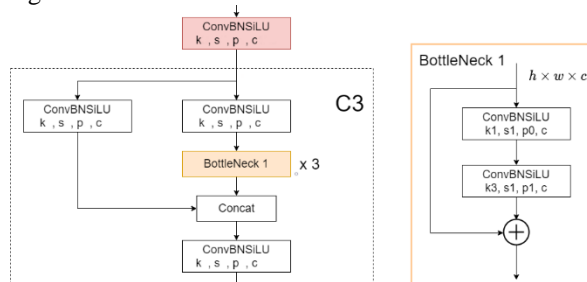 ConvBNSiLU
k , s , p , c
C3
ConvBNSiLU
k , s , p , c
ConvBNSiLU
k , s , p , c
BottleNeck 1
x 3
Concat
ConvBNSiLU
k , s , p , c
BottleNeck 1
h × w × c
ConvBNSiLU
k1, s1, p0, c
ConvBNSiLU
k3, s1, p1, c
+